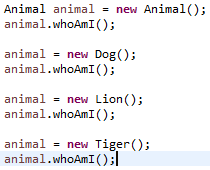 Animal animal = new Animal();
animal.whoAmI();
animal = new Dog();
animal.whoAmI();
animal = new Lion();
animal.whoAmI();
animal = new Tiger();
animal.whoAmI();